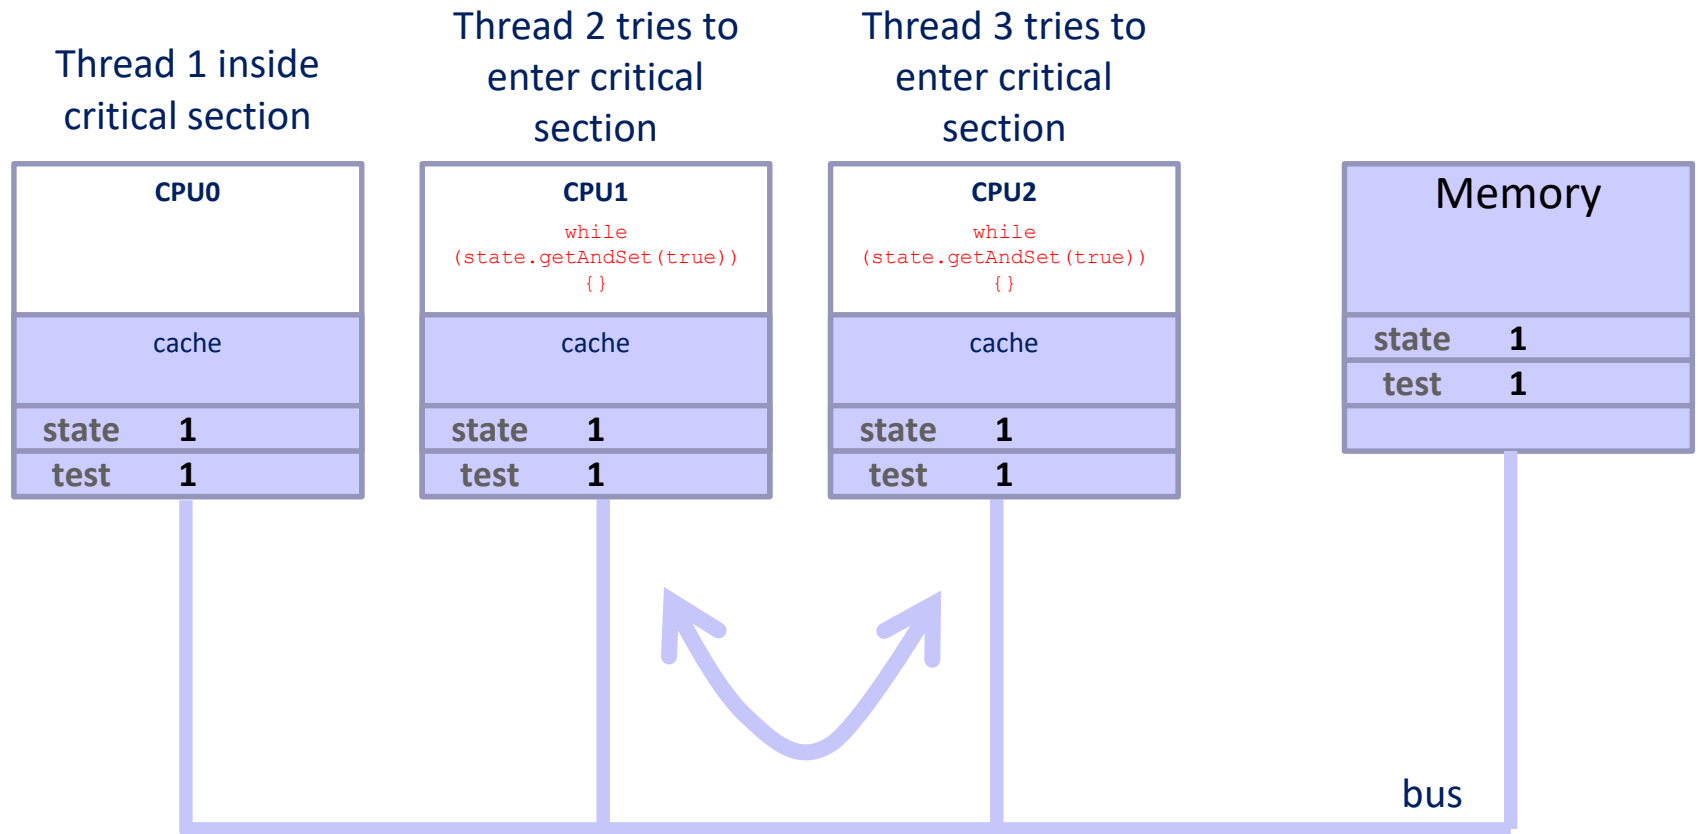 Thread 1 inside
critical section
Thread 2 tries to
enter critical
section
Thread 3 tries to
enter critical
section
CPU0
cache
state 1
test 1
CPU1
while
(state.getAndSet(true))
{}
cache
state 1
test 1
CPU2
while
(state.getAndSet(true))
{}
cache
state 1
test 1
Memory
state 1
test 1
bus